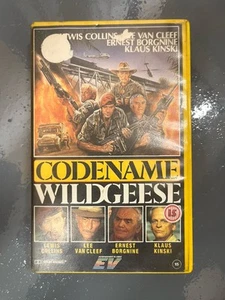 LEWIS COLLINS, LEE VAN CLEEF
ERNEST BORGNINE
KLAUS KINSKI
CODENAME
WILDGEESE
15
LEWIS COLLINS
LEE VAN CLEEF
ERNEST BORGNINE
KLAUS KINSKI
EV
15